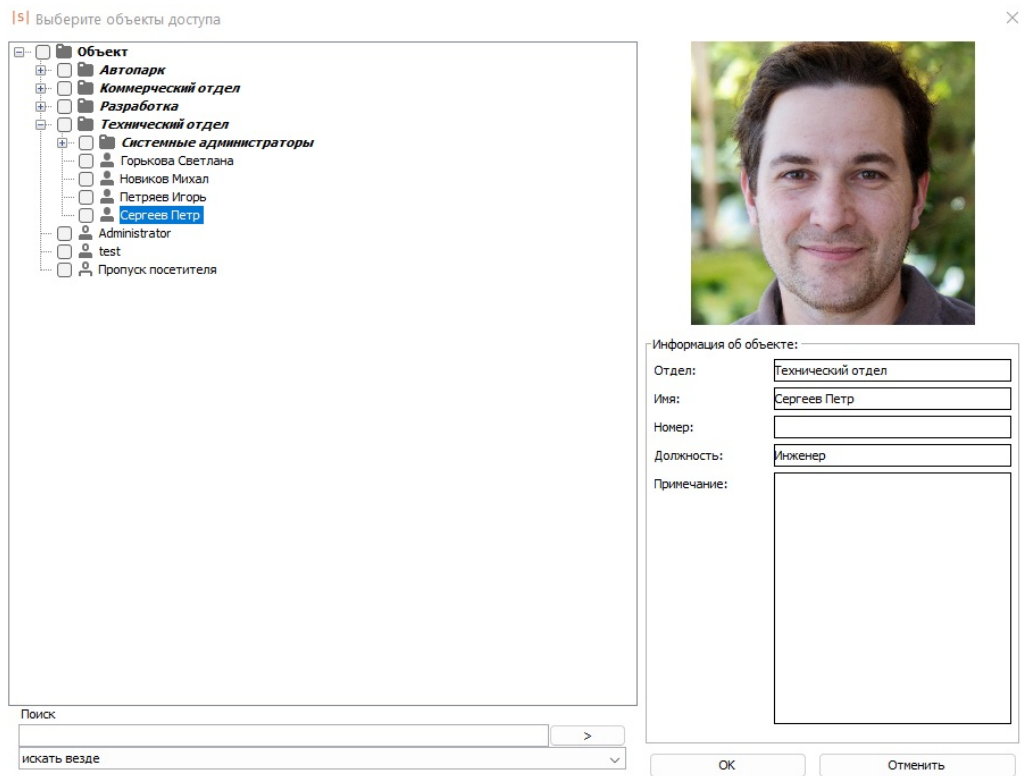 |s| Выберите объекты доступа
Объект
Автопарк
Коммерческий отдел
Разработка
Технический отдел
Системные администраторы
Горькова Светлана
Новиков Михал
Петряев Игорь
Сергеев Петр
Administrator
test
Пропуск посетителя
Информация об объекте:
Отдел: Технический отдел
Имя: Сергеев Петр
Номер:
Должность: Инженер
Примечание:
Поиск
>
искать везде
OK Отменить